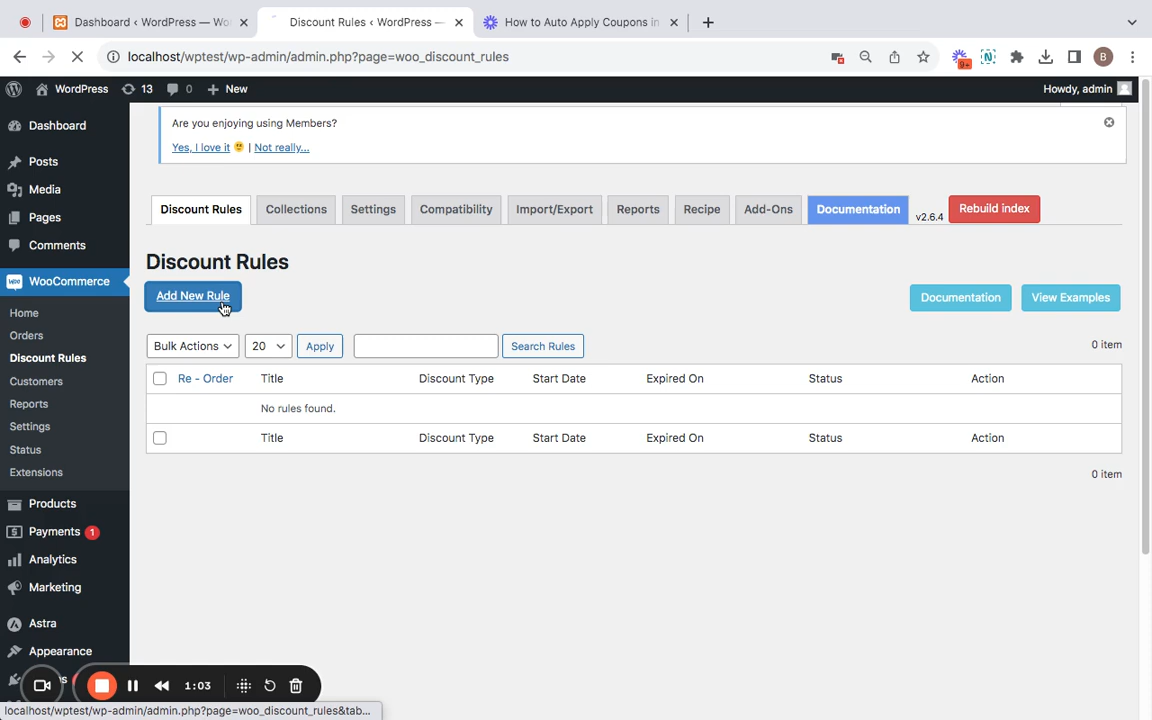 Dashboard ‹ WordPress — Wo
Discount Rules ‹ WordPress —
How to Auto Apply Coupons in
localhost/wptest/wp-admin/admin.php?page=woo_discount_rules
9+
B
WordPress
13
0
New
Howdy, admin
Dashboard
Posts
Media
Pages
Comments
WooCommerce
Home
Orders
Discount Rules
Customers
Reports
Settings
Status
Extensions
Products
Payments 1
Analytics
Marketing
Astra
Appearance
Are you enjoying using Members?
Yes, I love it 🙂 | Not really...
Discount Rules
Collections
Settings
Compatibility
Import/Export
Reports
Recipe
Add-Ons
Documentation
v2.6.4
Rebuild index
Discount Rules
Add New Rule
Documentation
View Examples
Bulk Actions
20
Apply
Search Rules
0 item
Re - Order Title Discount Type Start Date Expired On Status Action
No rules found.
Title Discount Type Start Date Expired On Status Action
0 item
1:03
localhost/wptest/wp-admin/admin.php?page=woo_discount_rules&tab...